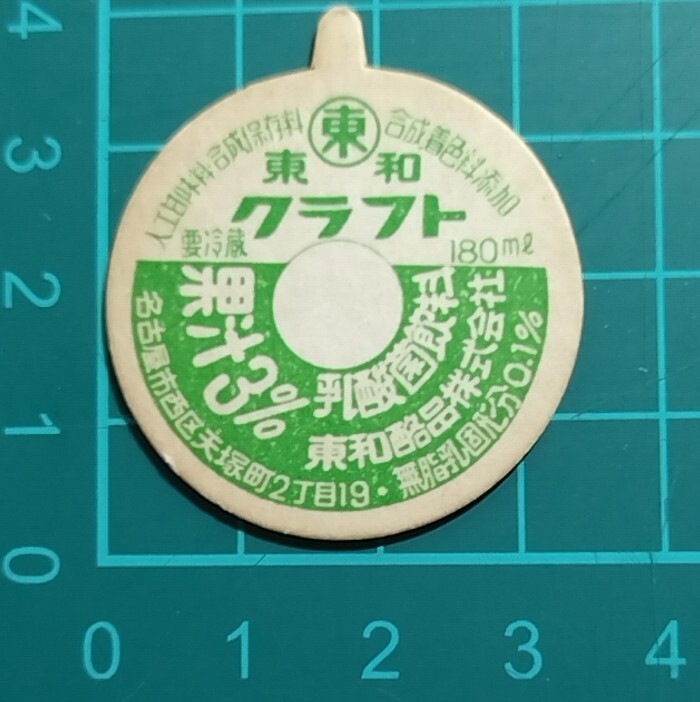 人工甘味料 合成保存料 東 合成着色料添加
東和
クラフト
要冷蔵
180ml
果汁3%
乳酸菌飲料
東和酪品株式会社
名古屋市西区天塚町2丁目19・無脂乳固形分0.1%
4
3
2
1
0
0 1 2 3 4